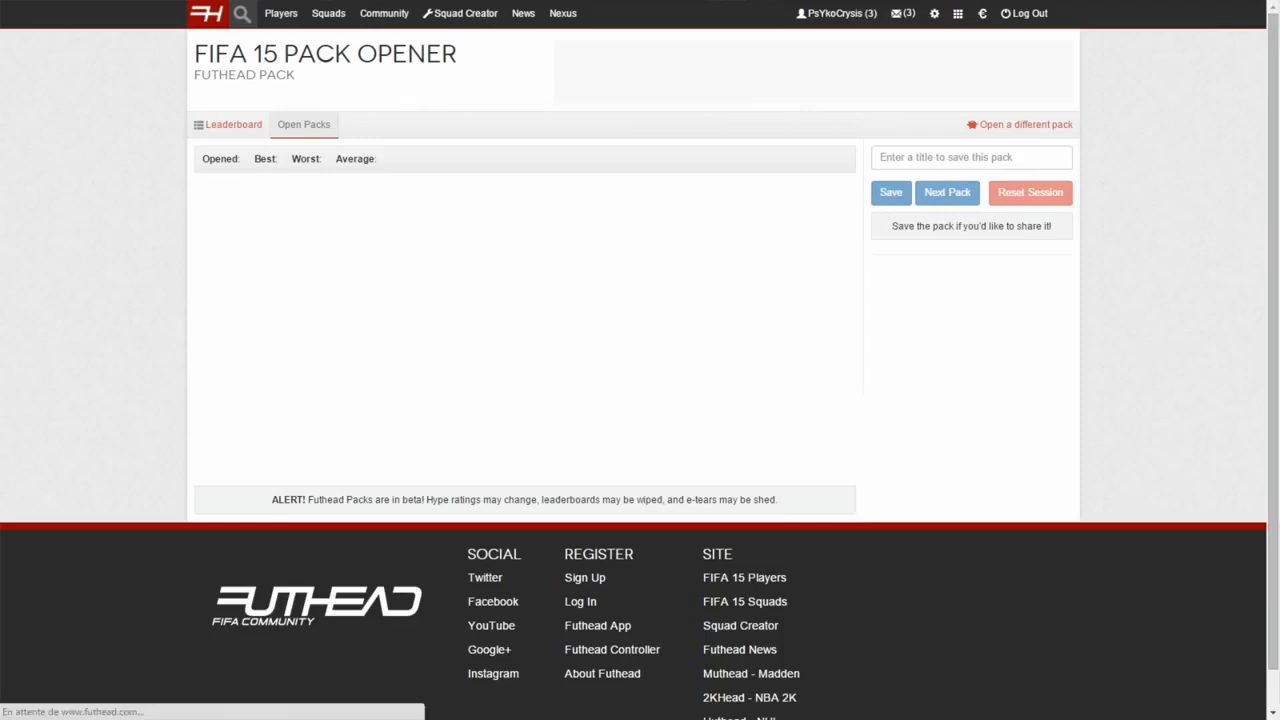 FH Players Squads Community Squad Creator News Nexus PsYkoCrysis (3) (3) € Log Out
FIFA 15 PACK OPENER
FUTHEAD PACK
Leaderboard Open Packs Open a different pack
Opened: Best: Worst: Average:
Enter a title to save this pack
Save Next Pack Reset Session
Save the pack if you'd like to share it!
ALERT! Futhead Packs are in beta! Hype ratings may change, leaderboards may be wiped, and e-tears may be shed.
FUTHEAD
FIFA COMMUNITY
SOCIAL
Twitter
Facebook
YouTube
Google+
Instagram
REGISTER
Sign Up
Log In
Futhead App
Futhead Controller
About Futhead
SITE
FIFA 15 Players
FIFA 15 Squads
Squad Creator
Futhead News
Muthead - Madden
2KHead - NBA 2K
En attente de www.futhead.com...